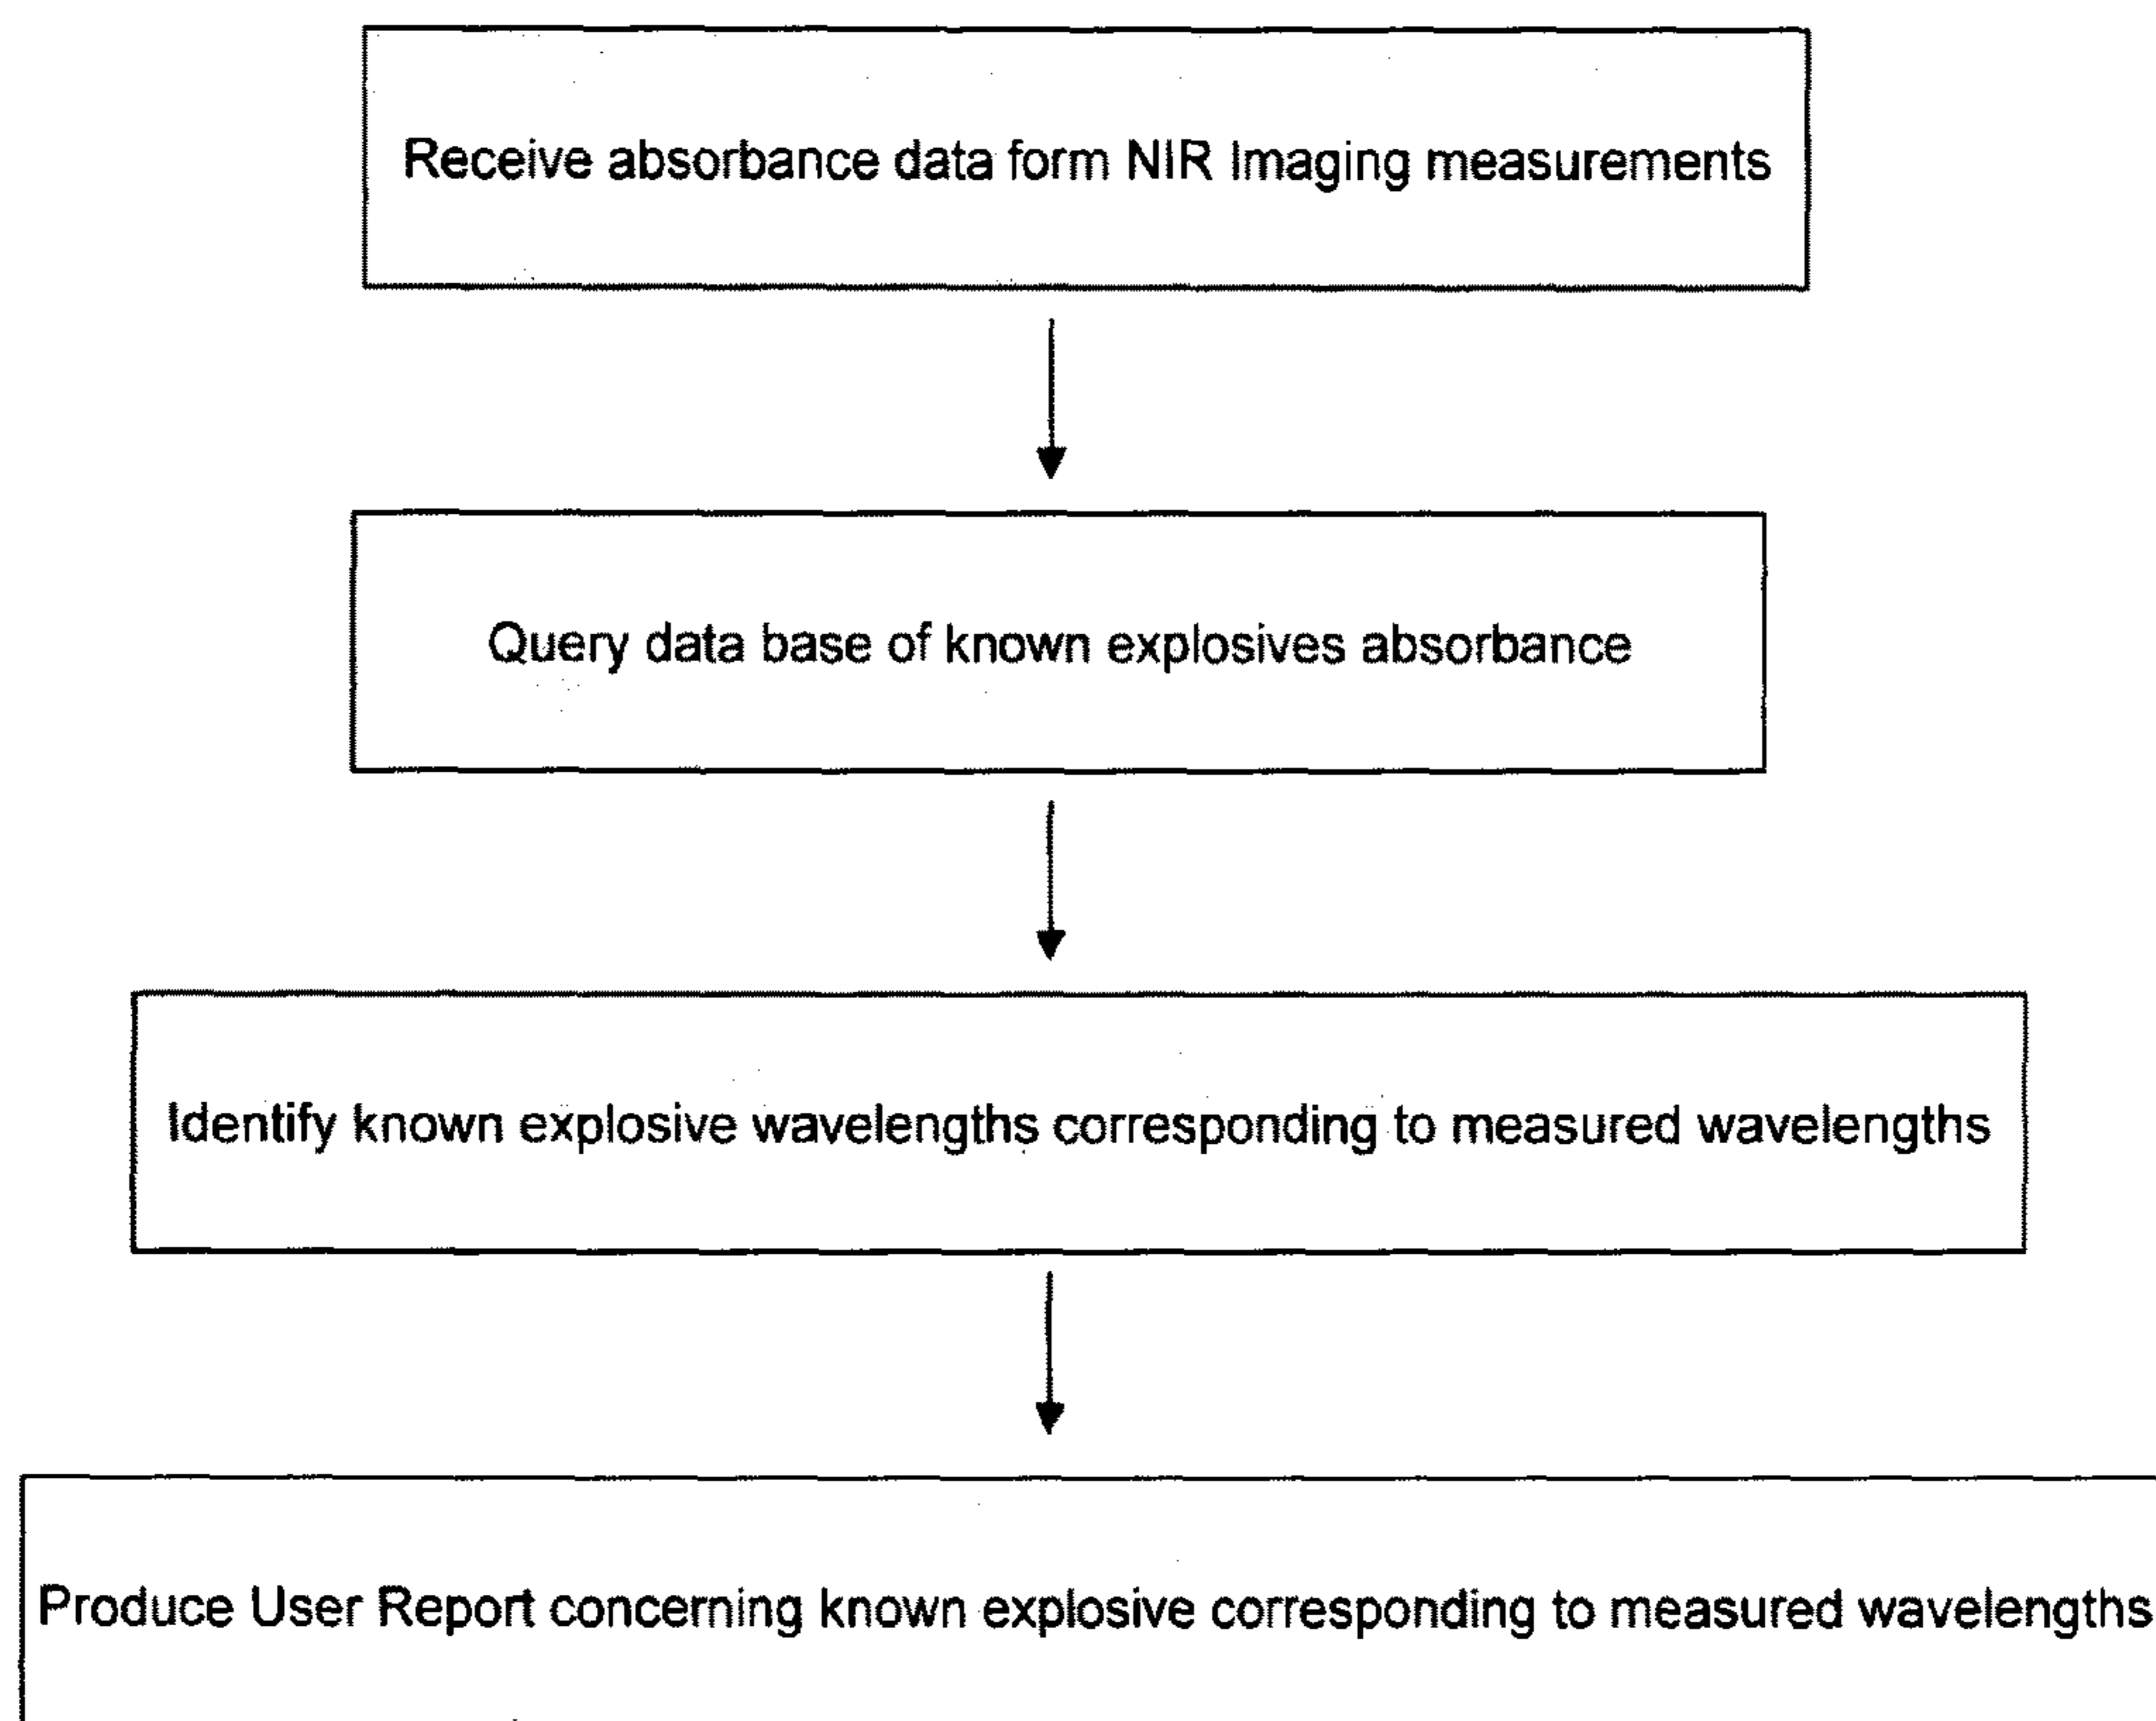 Receive absorbance data form NIR Imaging measurements
Query data base of known explosives absorbance
Identify known explosive wavelengths corresponding to measured wavelengths
Produce User Report concerning known explosive corresponding to measured wavelengths